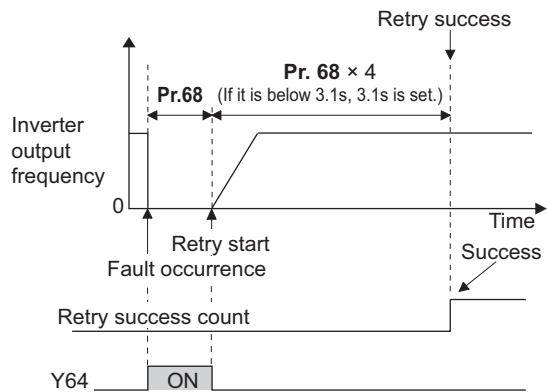 Retry success
Pr. 68 × 4
Pr.68 (If it is below 3.1s, 3.1s is set.)
Inverter
output
frequency
0
Time
Retry start
Fault occurrence
Success
Retry success count
Y64 ON